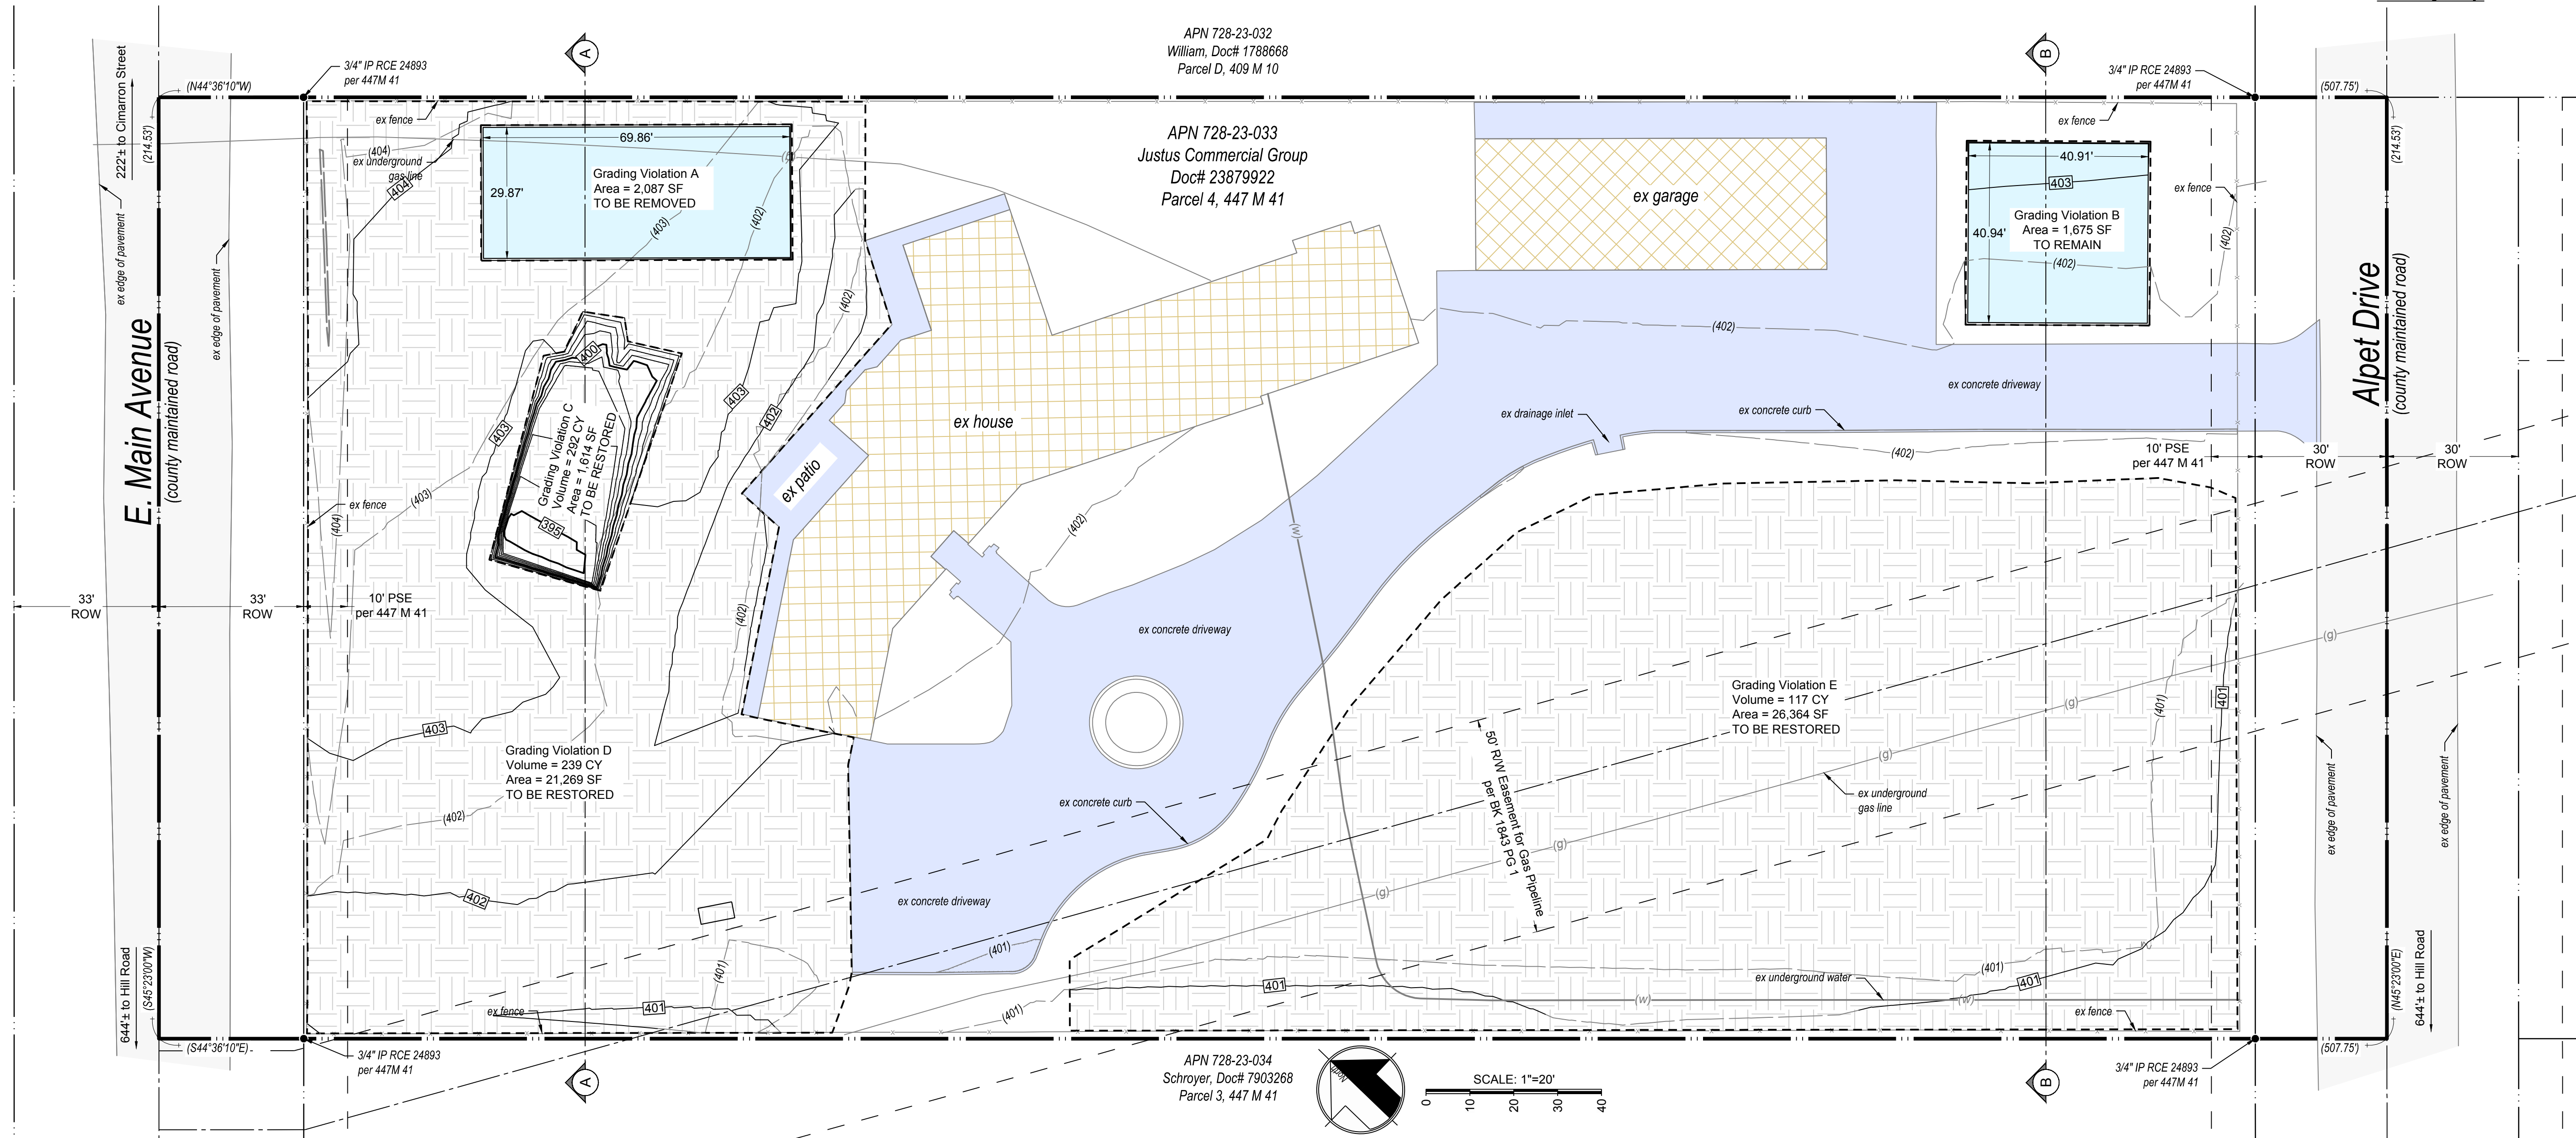 APN 728-23-032
William, Doc# 1788668
Parcel D, 409 M 10
222'± to Cimarron Street
(N44°36'10"W)
(214.53')
3/4" IP RCE 24893
per 447M 41
A
B
3/4" IP RCE 24893
per 447M 41
(507.75')
(214.53')
ex edge of pavement
ex edge of pavement
ex fence
(404)
ex underground
gas line
404
69.86'
29.87'
Grading Violation A
Area = 2,087 SF
TO BE REMOVED
(403)
(402)
(402)
APN 728-23-033
Justus Commercial Group
Doc# 23879922
Parcel 4, 447 M 41
ex garage
ex fence
ex fence
40.91'
403
40.94'
Grading Violation B
Area = 1,675 SF
TO REMAIN
(402)
(402)
E. Main Avenue
(county maintained road)
Alpet Drive
(county maintained road)
400
403
403
402
Grading Violation C
Volume = 292 CY
Area = 1,614 SF
TO BE RESTORED
395
(403)
(404)
ex fence
ex patio
ex house
(402)
(402)
(402)
ex drainage inlet
ex concrete curb
ex concrete driveway
(402)
10' PSE
per 447 M 41
30'
ROW
30'
ROW
(w)
33'
ROW
33'
ROW
10' PSE
per 447 M 41
ex concrete driveway
(g)
(g)
(g)
(g)
(g)
403
Grading Violation D
Volume = 239 CY
Area = 21,269 SF
TO BE RESTORED
(402)
402
Grading Violation E
Volume = 117 CY
Area = 26,364 SF
TO BE RESTORED
50' R/W Easement for Gas Pipeline
per BK 1843 PG 1
ex underground
gas line
(401)
401
ex edge of pavement
ex edge of pavement
ex concrete curb
ex concrete driveway
(401)
(401)
(401)
(401)
401
401
401
ex underground water
(w)
(w)
ex fence
ex fence
644'± to Hill Road
(S45°23'00"W)
(S44°36'10"E)
3/4" IP RCE 24893
per 447M 41
A
APN 728-23-034
Schroyer, Doc# 7903268
Parcel 3, 447 M 41
North
SCALE: 1"=20'
0
10
20
30
40
B
3/4" IP RCE 24893
per 447M 41
(507.75')
(N45°23'00"E)
644'± to Hill Road